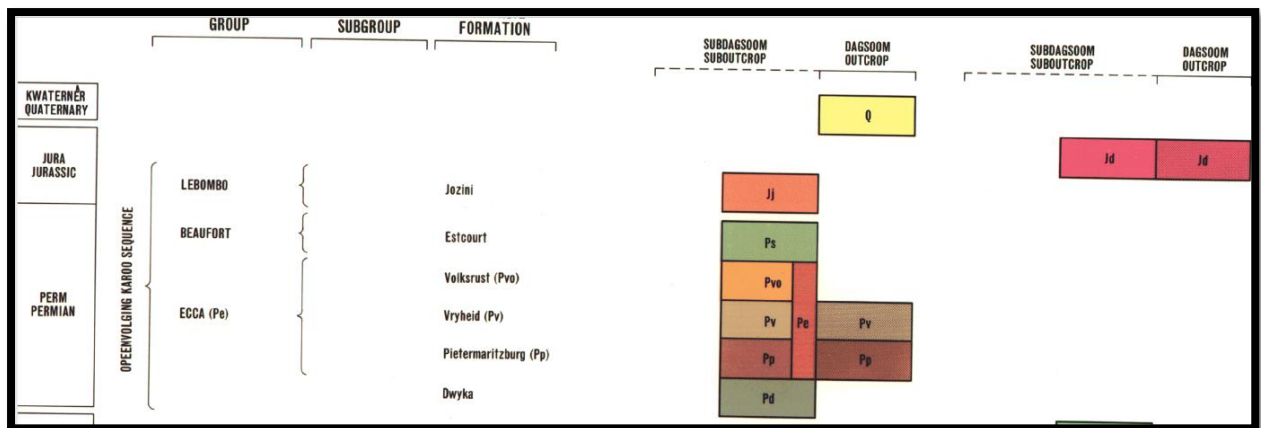 GROUP
SUBGROUP
FORMATION
SUBDAGSOOM
SUBOUTCROP
DAGSOOM
OUTCROP
SUBDAGSOOM
SUBOUTCROP
DAGSOOM
OUTCROP
KWATERNÊR
QUATERNARY
Q
JURA
JURASSIC
Jd
Jd
LEBOMBO
Jozini
Jj
BEAUFORT
Estcourt
Ps
OPEENVOLGING KAROO SEQUENCE
PERM
PERMIAN
ECCA (Pe)
Volksrust (Pvo)
Pvo
Vryheid (Pv)
Pv
Pe
Pv
Pietermaritzburg (Pp)
Pp
Pp
Dwyka
Pd